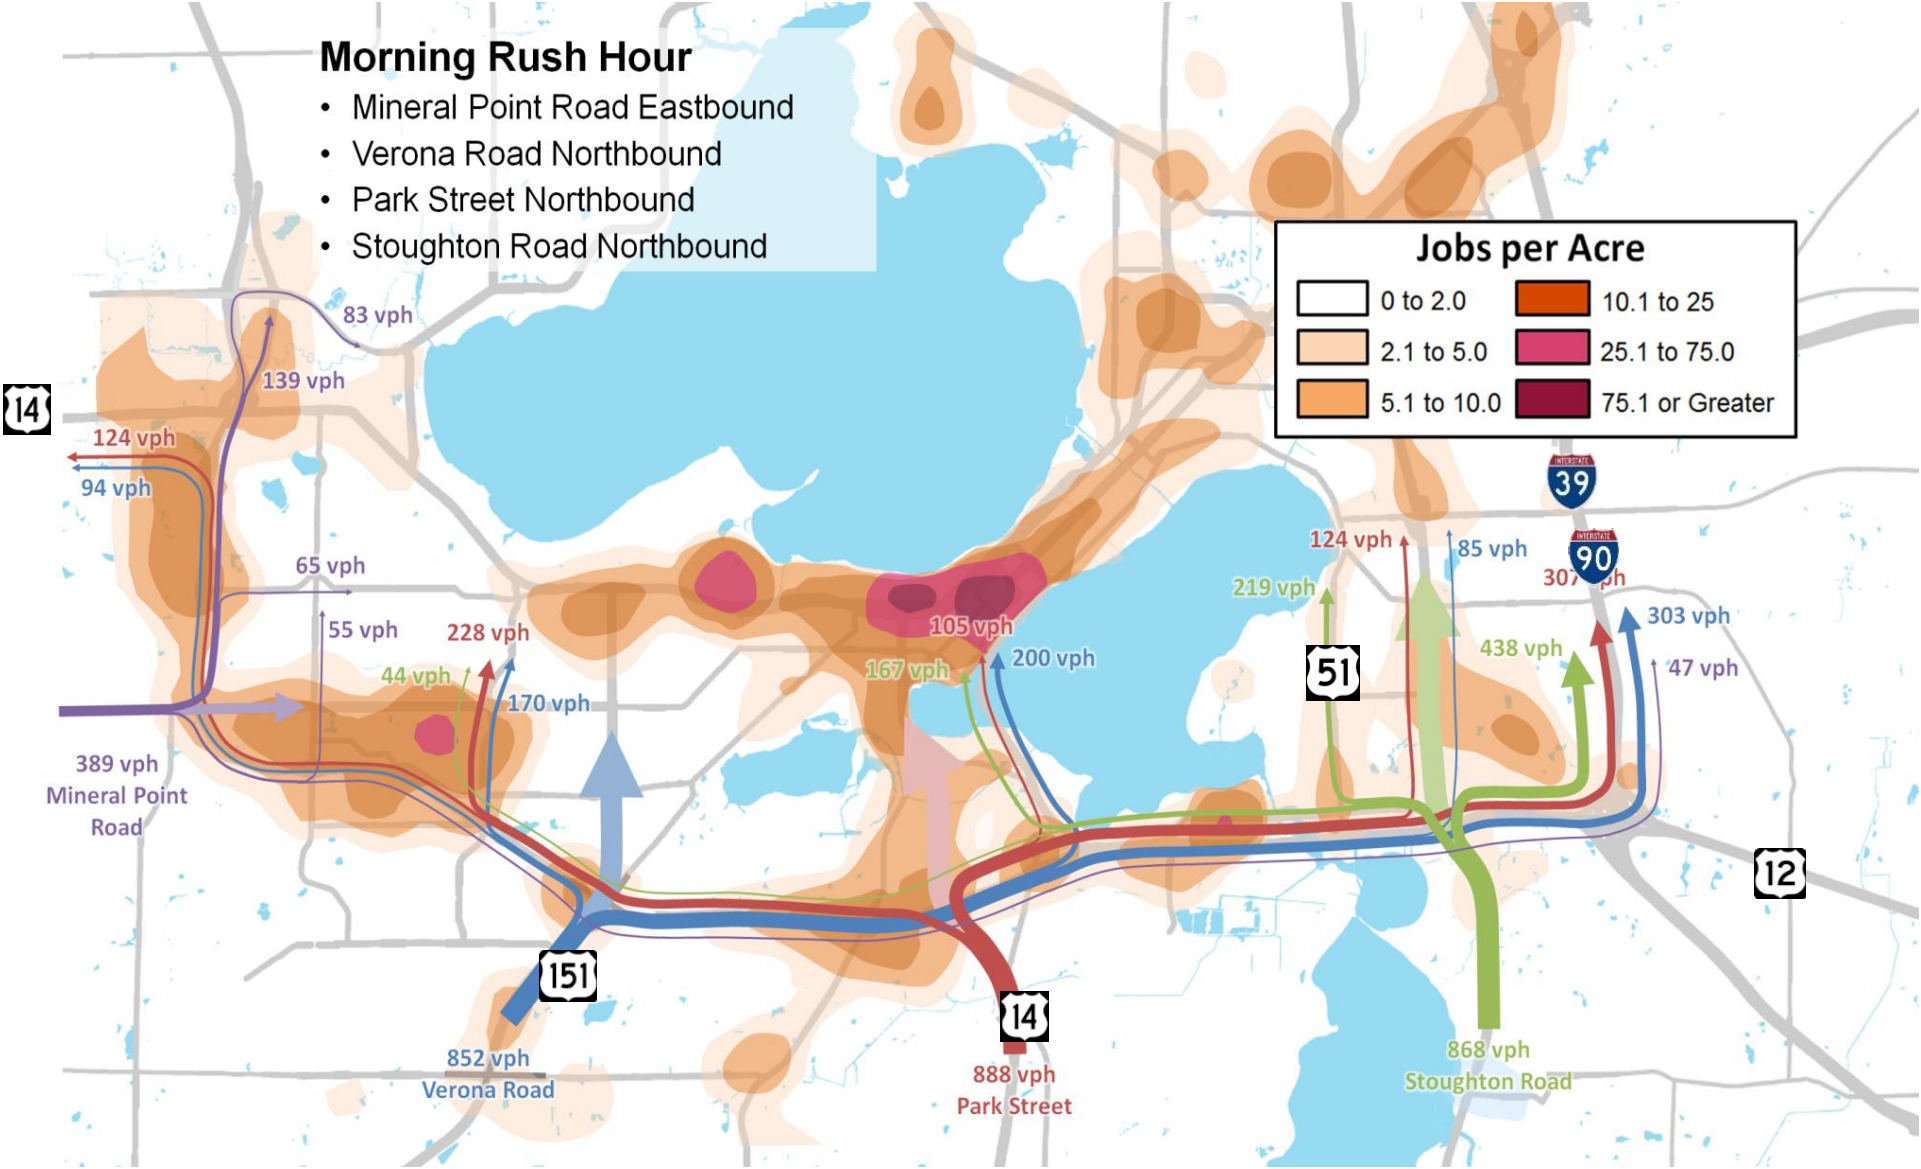 Morning Rush Hour
• Mineral Point Road Eastbound
• Verona Road Northbound
• Park Street Northbound
• Stoughton Road Northbound
Jobs per Acre
0 to 2.0
10.1 to 25
2.1 to 5.0
25.1 to 75.0
5.1 to 10.0
75.1 or Greater
83 vph
139 vph
14
124 vph
94 vph
INTERSTATE
39
INTERSTATE
90
124 vph
85 vph
65 vph
307 ph
219 vph
303 vph
55 vph
228 vph
105 vph
438 vph
200 vph
167 vph
44 vph
51
47 vph
170 vph
389 vph
Mineral Point
Road
12
151
14
868 vph
Stoughton Road
852 vph
Verona Road
888 vph
Park Street